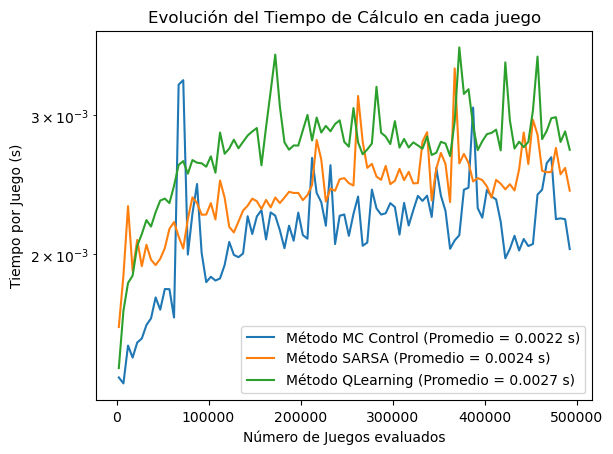 Evolución del Tiempo de Cálculo en cada juego
Tiempo por Juego (s)
3 × 10⁻³
2 × 10⁻³
Método MC Control (Promedio = 0.0022 s)
Método SARSA (Promedio = 0.0024 s)
Método QLearning (Promedio = 0.0027 s)
0 100000 200000 300000 400000 500000
Número de Juegos evaluados